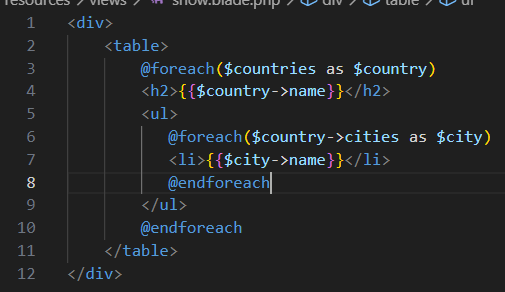 resources > views > show.blade.php > div > table > ul
1 <div>
2 <table>
3 @foreach($countries as $country)
4 <h2>{{$country->name}}</h2>
5 <ul>
6 @foreach($country->cities as $city)
7 <li>{{$city->name}}</li>
8 @endforeach
9 </ul>
10 @endforeach
11 </table>
12 </div>